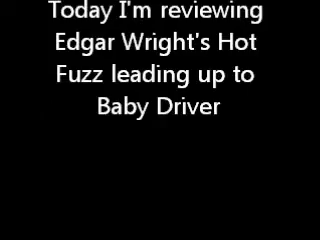 Today I'm reviewing
Edgar Wright's Hot
Fuzz leading up to
Baby Driver